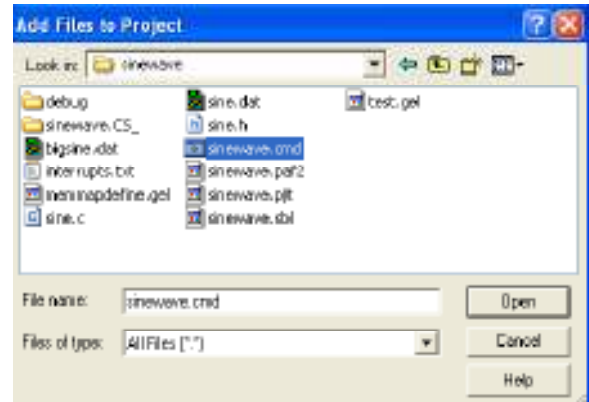 Add Files to Project
Look in: sinewave
debug
sinewave.CS_
bigsine.dat
interrupts.txt
memmapdefine.gel
sine.c
sine.dat
sine.h
sinewave.cmd
sinewave.paf2
sinewave.pjt
sinewave.sbl
test.gel
File name: sinewave.cmd Open
Files of type: All Files (*.*) Cancel
Help